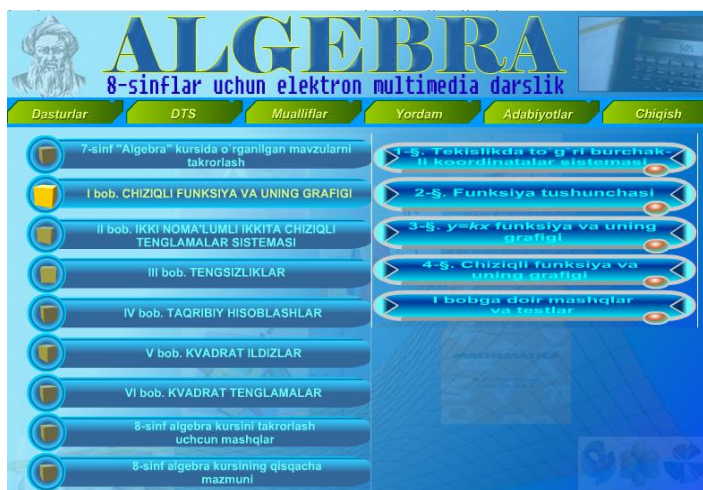 ALGEBRA
8-sinflar uchun elektron multimedia darslik
Dasturlar
DTS
Mualliflar
Yordam
Adabiyotlar
Chiqish
7-sinf "Algebra" kursida o`rganilgan mavzularni
takrorlash
I bob. CHIZIQLI FUNKSIYA VA UNING GRAFIGI
II bob. IKKI NOMA'LUMLI IKKITA CHIZIQLI
TENGLAMALAR SISTEMASI
III bob. TENGSIZLIKLAR
IV bob. TAQRIBIY HISOBLASHLAR
V bob. KVADRAT ILDIZLAR
VI bob. KVADRAT TENGLAMALAR
8-sinf algebra kursini takrorlash
uchcun mashqlar
8-sinf algebra kursining qisqacha
mazmuni
1-§. Tekislikda to`g`ri burchak-
li koordinatalar sistemasi
2-§. Funksiya tushunchasi
3-§. y=kx funksiya va uning
grafigi
4-§. Chiziqli funksiya va
uning grafigi
I bobga doir mashqlar
va testlar
MATHEMATICS